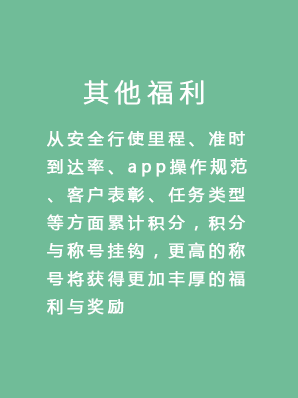 其他福利
从安全行使里程、准时
到达率、app操作规范
、客户表彰、任务类型
等方面累计积分，积分
与称号挂钩，更高的称
号将获得更加丰厚的福
利与奖励